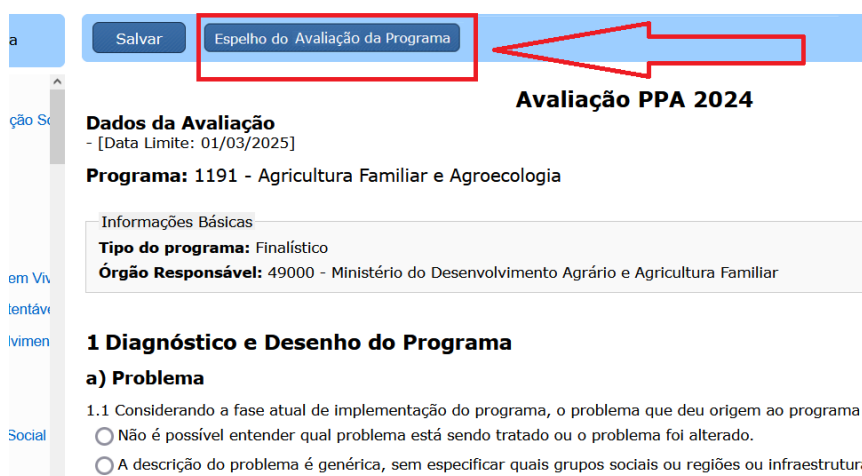 a
Salvar
Espelho do Avaliação da Programa
Avaliação PPA 2024
ção So
Dados da Avaliação
- [Data Limite: 01/03/2025]
Programa: 1191 - Agricultura Familiar e Agroecologia
Informações Básicas
Tipo do programa: Finalístico
em Viv
Órgão Responsável: 49000 - Ministério do Desenvolvimento Agrário e Agricultura Familiar
tentáve
lvimen
1 Diagnóstico e Desenho do Programa
a) Problema
1.1 Considerando a fase atual de implementação do programa, o problema que deu origem ao programa
Social
Não é possível entender qual problema está sendo tratado ou o problema foi alterado.
A descrição do problema é genérica, sem especificar quais grupos sociais ou regiões ou infraestrutura